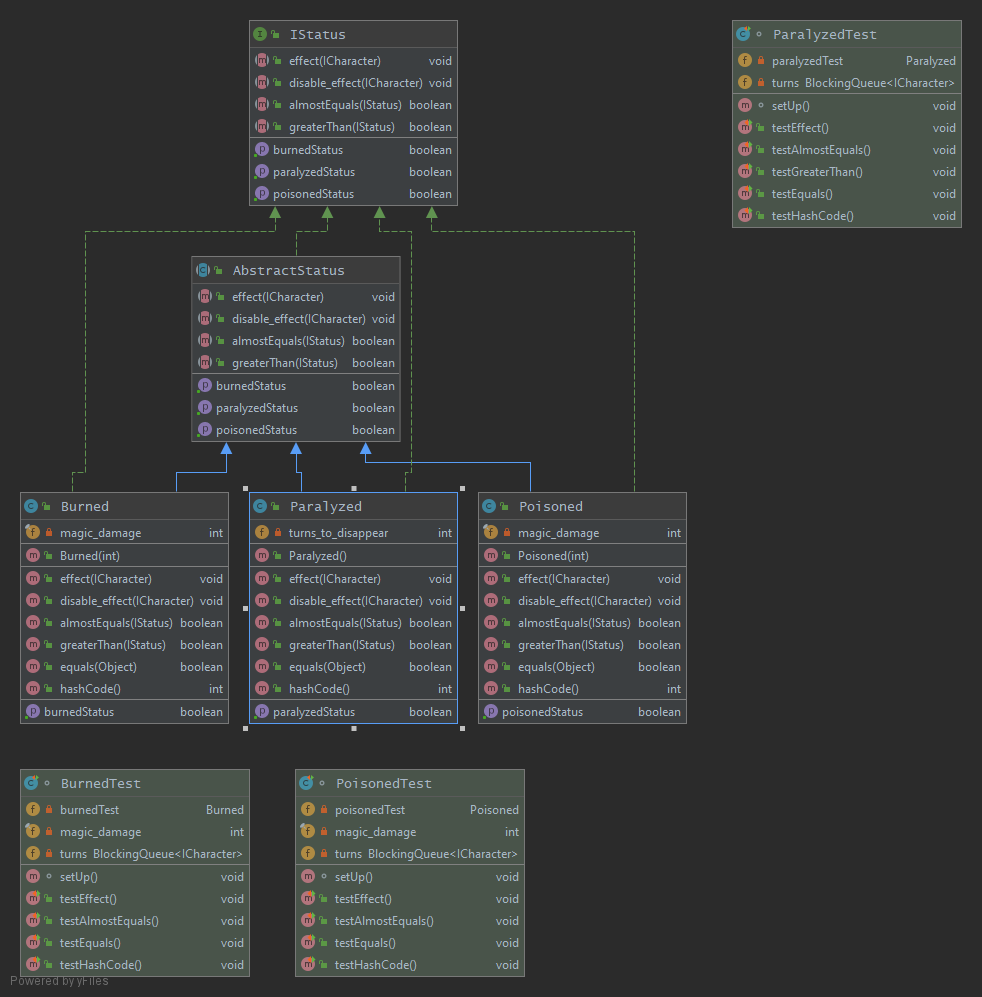 IStatus
effect(ICharacter) void
disable_effect(ICharacter) void
almostEquals(IStatus) boolean
greaterThan(IStatus) boolean
burnedStatus boolean
paralyzedStatus boolean
poisonedStatus boolean
ParalyzedTest
paralyzedTest Paralyzed
turns BlockingQueue<ICharacter>
setUp() void
testEffect() void
testAlmostEquals() void
testGreaterThan() void
testEquals() void
testHashCode() void
AbstractStatus
effect(ICharacter) void
disable_effect(ICharacter) void
almostEquals(IStatus) boolean
greaterThan(IStatus) boolean
burnedStatus boolean
paralyzedStatus boolean
poisonedStatus boolean
Burned
magic_damage int
Burned(int)
effect(ICharacter) void
disable_effect(ICharacter) void
almostEquals(IStatus) boolean
greaterThan(IStatus) boolean
equals(Object) boolean
hashCode() int
burnedStatus boolean
Paralyzed
turns_to_disappear int
Paralyzed()
effect(ICharacter) void
disable_effect(ICharacter) void
almostEquals(IStatus) boolean
greaterThan(IStatus) boolean
equals(Object) boolean
hashCode() int
paralyzedStatus boolean
Poisoned
magic_damage int
Poisoned(int)
effect(ICharacter) void
disable_effect(ICharacter) void
almostEquals(IStatus) boolean
greaterThan(IStatus) boolean
equals(Object) boolean
hashCode() int
poisonedStatus boolean
BurnedTest
burnedTest Burned
magic_damage int
turns BlockingQueue<ICharacter>
setUp() void
testEffect() void
testAlmostEquals() void
testEquals() void
testHashCode() void
PoisonedTest
poisonedTest Poisoned
magic_damage int
turns BlockingQueue<ICharacter>
setUp() void
testEffect() void
testAlmostEquals() void
testEquals() void
testHashCode() void
Powered by yFiles